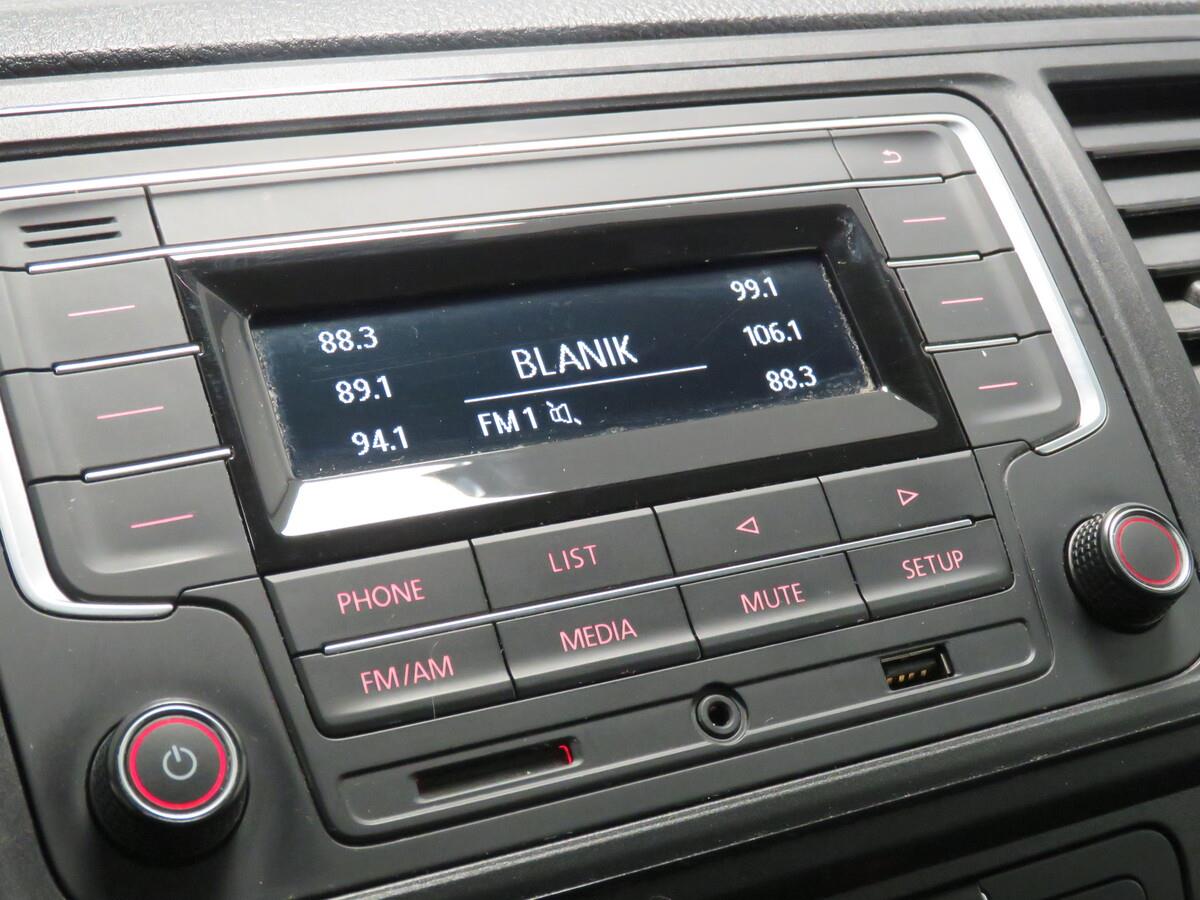 88.3
89.1
94.1
BLANIK
FM 1
99.1
106.1
88.3
PHONE
LIST
FM/AM
MEDIA
MUTE
SETUP